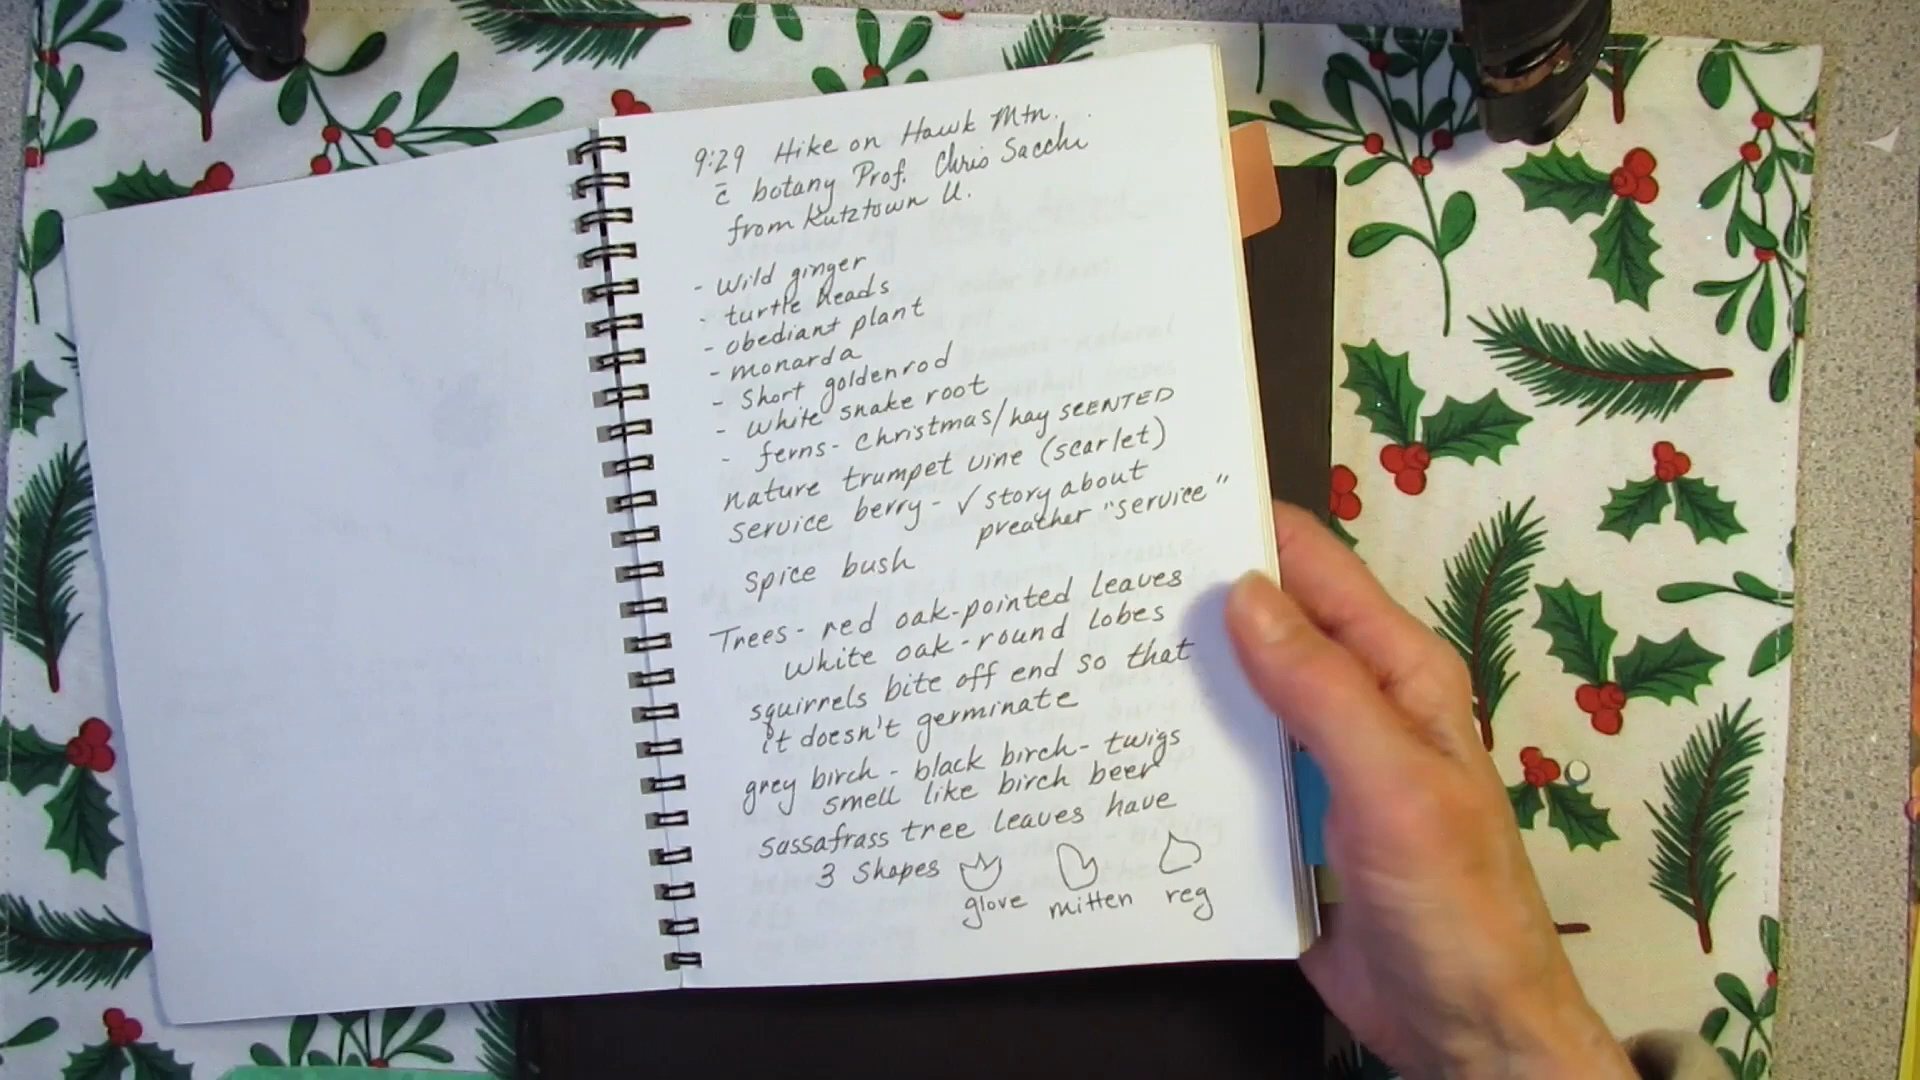 9:29 Hike on Hawk Mtn.
c̄ botany Prof. Chris Sacchi
from Kutztown U.
- Wild ginger
- turtle heads
- obediant plant
- monarda
- Short goldenrod
- white snake root
- ferns - christmas/hay SCENTED
nature trumpet vine (scarlet)
service berry - ✓ story about
preacher "service"
Spice bush
Trees - red oak - pointed leaves
white oak - round lobes
squirrels bite off end so that
it doesn't germinate
grey birch - black birch - twigs
smell like birch beer
sassafrass tree leaves have
3 shapes
glove mitten reg